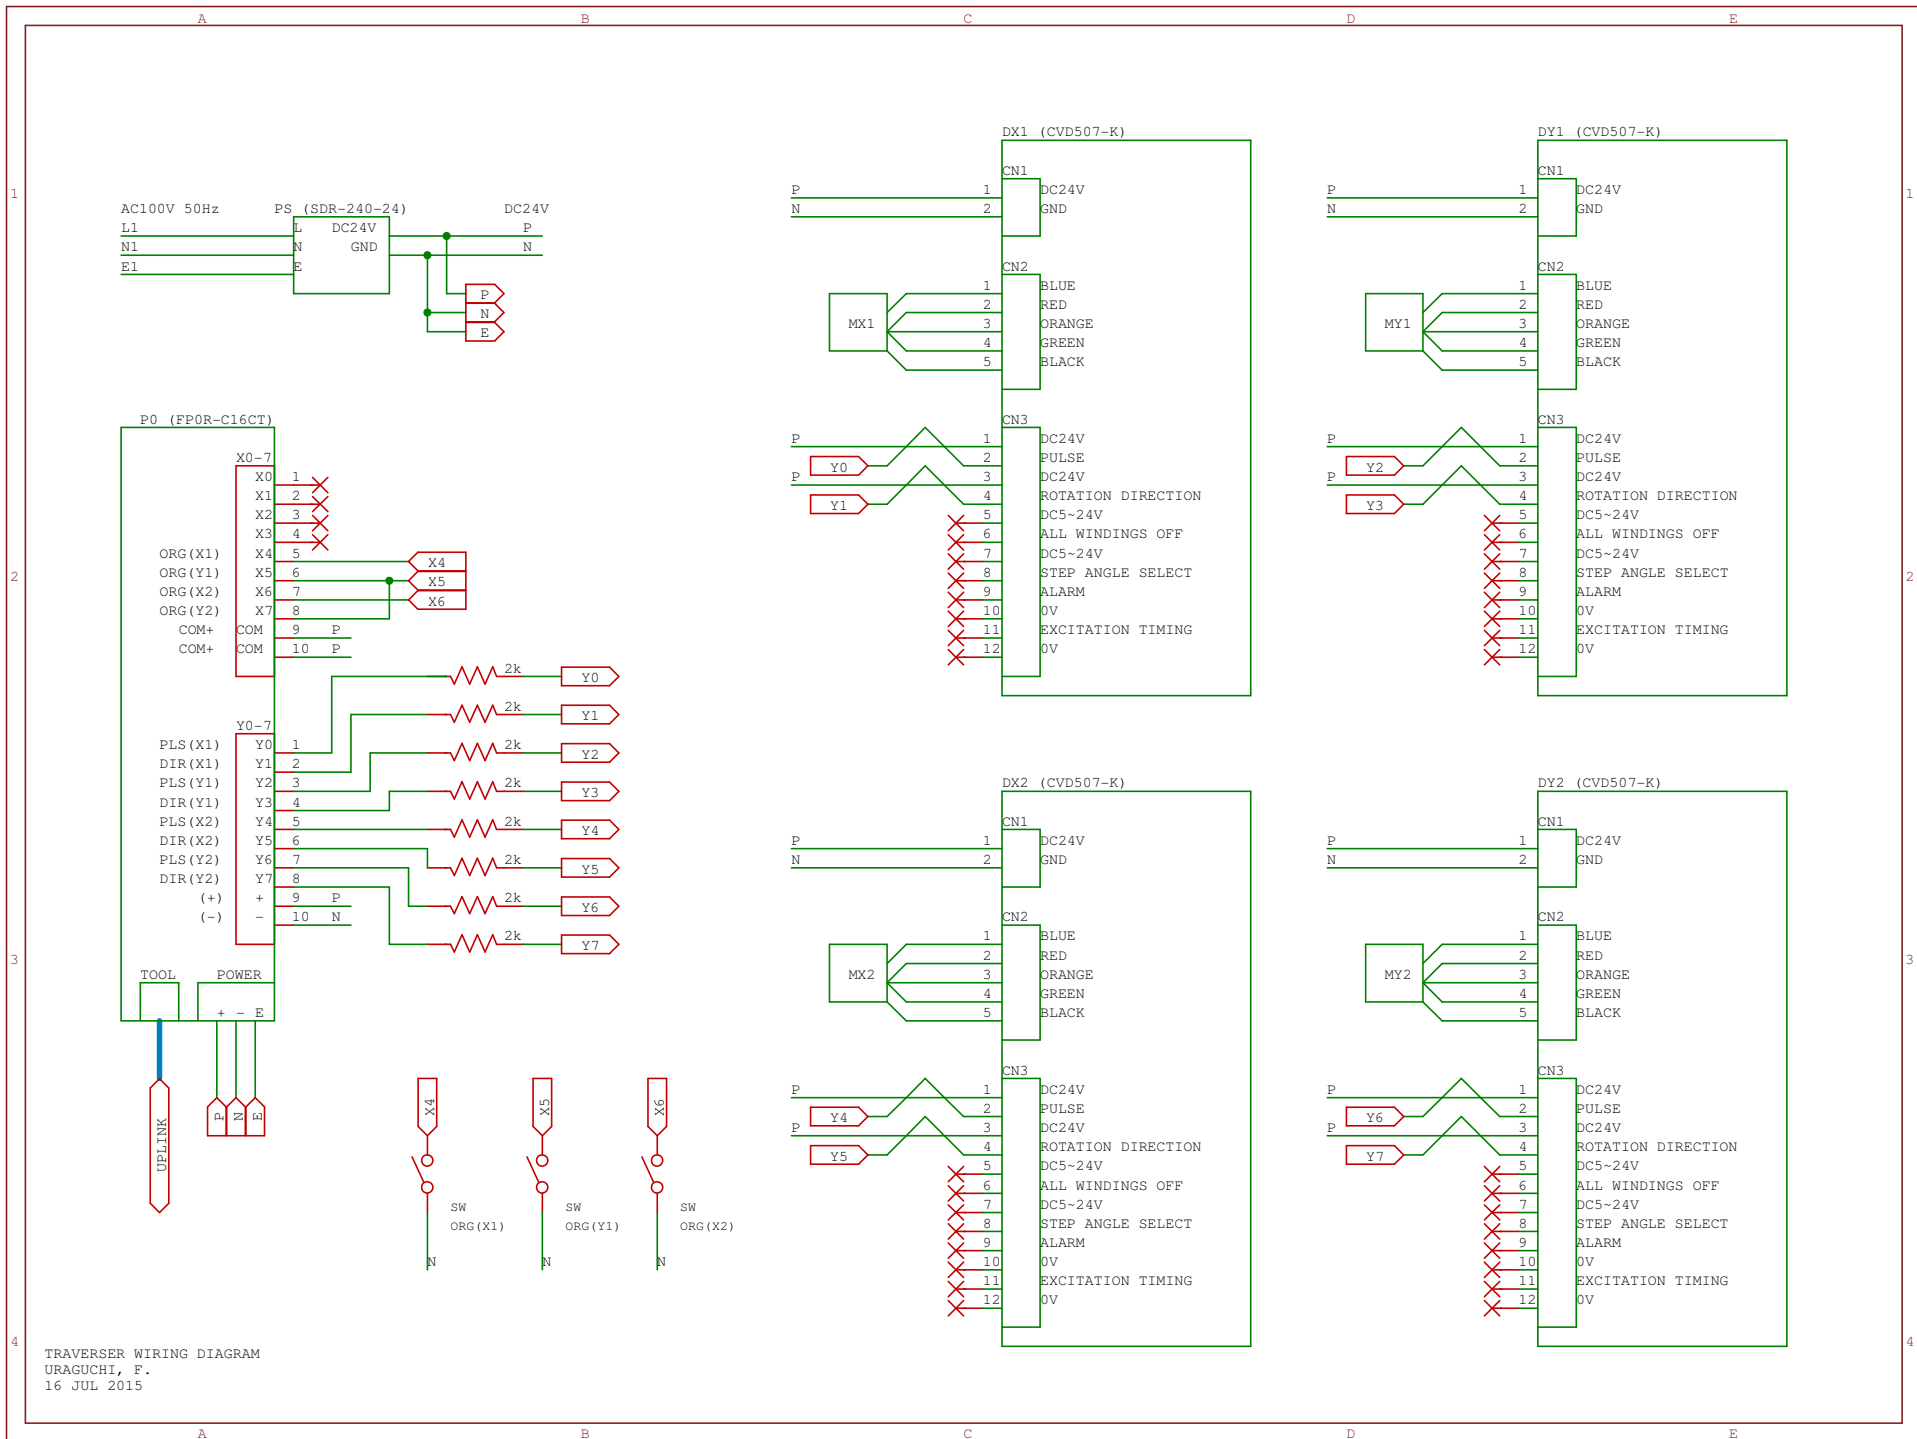 A B C D E
1 1
2 2
3 3
4 4
A B C D E
AC100V 50Hz PS (SDR-240-24) DC24V
L1 L DC24V P
N1 N GND N
E1 E
P
N
E
P0 (FP0R-C16CT)
X0-7
X0 1
X1 2
X2 3
X3 4
ORG(X1) X4 5 X4
ORG(Y1) X5 6 X5
ORG(X2) X6 7 X6
ORG(Y2) X7 8
COM+ COM 9 P
COM+ COM 10 P
2k Y0
2k Y1
2k Y2
2k Y3
2k Y4
2k Y5
2k Y6
2k Y7
Y0-7
PLS(X1) Y0 1
DIR(X1) Y1 2
PLS(Y1) Y2 3
DIR(Y1) Y3 4
PLS(X2) Y4 5
DIR(X2) Y5 6
PLS(Y2) Y6 7
DIR(Y2) Y7 8
(+) + 9 P
(-) - 10 N
TOOL POWER
+ - E
UPLINK P N E
X4 X5 X6
SW SW SW
ORG(X1) ORG(Y1) ORG(X2)
N N N
DX1 (CVD507-K)
CN1
P 1 DC24V
N 2 GND
CN2
MX1
1 BLUE
2 RED
3 ORANGE
4 GREEN
5 BLACK
CN3
P 1 DC24V
Y0 2 PULSE
P 3 DC24V
Y1 4 ROTATION DIRECTION
5 DC5~24V
6 ALL WINDINGS OFF
7 DC5~24V
8 STEP ANGLE SELECT
9 ALARM
10 0V
11 EXCITATION TIMING
12 0V
DY1 (CVD507-K)
CN1
P 1 DC24V
N 2 GND
CN2
MY1
1 BLUE
2 RED
3 ORANGE
4 GREEN
5 BLACK
CN3
P 1 DC24V
Y2 2 PULSE
P 3 DC24V
Y3 4 ROTATION DIRECTION
5 DC5~24V
6 ALL WINDINGS OFF
7 DC5~24V
8 STEP ANGLE SELECT
9 ALARM
10 0V
11 EXCITATION TIMING
12 0V
DX2 (CVD507-K)
CN1
P 1 DC24V
N 2 GND
CN2
MX2
1 BLUE
2 RED
3 ORANGE
4 GREEN
5 BLACK
CN3
P 1 DC24V
Y4 2 PULSE
P 3 DC24V
Y5 4 ROTATION DIRECTION
5 DC5~24V
6 ALL WINDINGS OFF
7 DC5~24V
8 STEP ANGLE SELECT
9 ALARM
10 0V
11 EXCITATION TIMING
12 0V
DY2 (CVD507-K)
CN1
P 1 DC24V
N 2 GND
CN2
MY2
1 BLUE
2 RED
3 ORANGE
4 GREEN
5 BLACK
CN3
P 1 DC24V
Y6 2 PULSE
P 3 DC24V
Y7 4 ROTATION DIRECTION
5 DC5~24V
6 ALL WINDINGS OFF
7 DC5~24V
8 STEP ANGLE SELECT
9 ALARM
10 0V
11 EXCITATION TIMING
12 0V
TRAVERSER WIRING DIAGRAM
URAGUCHI, F.
16 JUL 2015